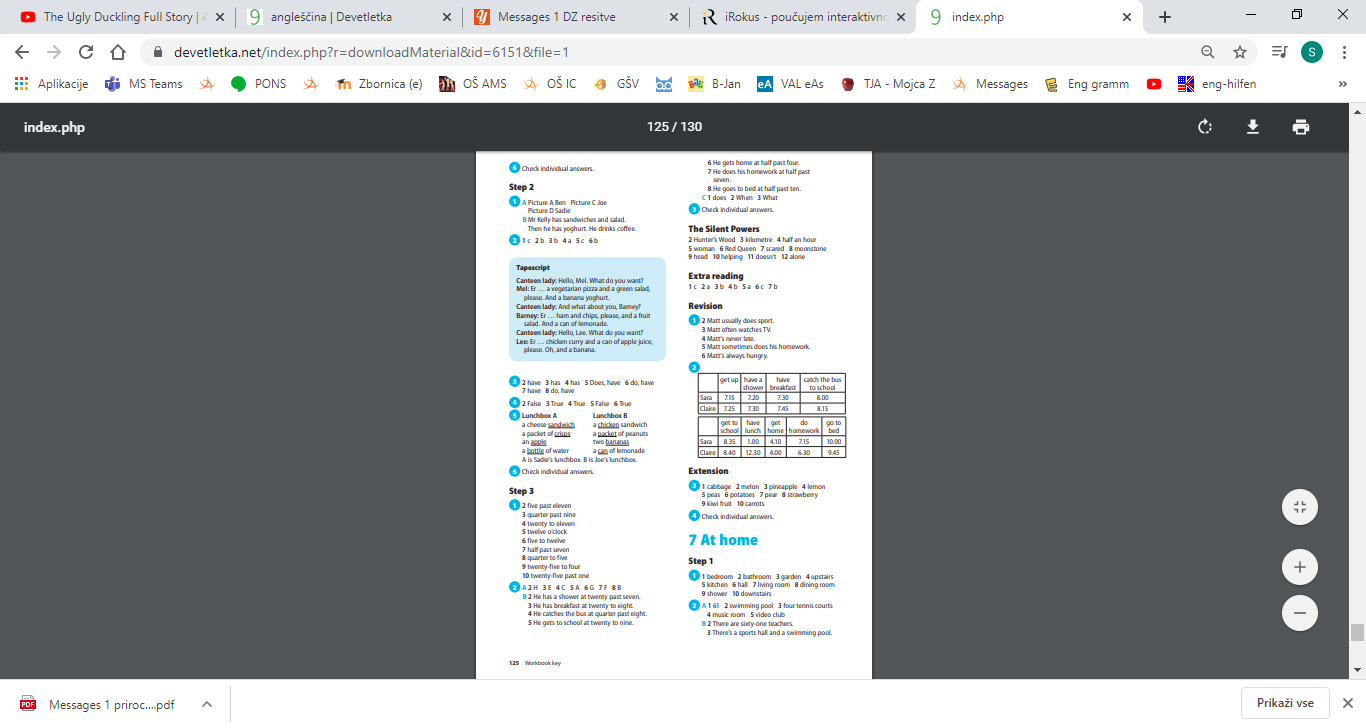 The Ugly Duckling Full Story | A
angleščina | Devetletka
Messages 1 DZ resitve
iRokus - poučujem interaktivno
index.php
devetletka.net/index.php?r=downloadMaterial&id=6151&file=1
S
Aplikacije
MS Teams
PONS
Zbornica (e)
OŠ AMS
OŠ IC
GŠV
B-Jan
VAL eAs
TJA - Mojca Z
Messages
Eng gramm
eng-hilfen
index.php
125 / 130
6 Check individual answers.
Step 2
1 A Picture A Ben Picture C Joe
Picture D Sadie
B Mr Kelly has sandwiches and salad.
Then he has yoghurt. He drinks coffee.
2 1 c 2 b 3 b 4 a 5 c 6 b
Tapescript
Canteen lady: Hello, Mel. What do you want?
Mel: Er … a vegetarian pizza and a green salad,
please. And a banana yoghurt.
Canteen lady: And what about you, Barney?
Barney: Er … ham and chips, please, and a fruit
salad. And a can of lemonade.
Canteen lady: Hello, Lee. What do you want?
Lee: Er … chicken curry and a can of apple juice,
please. Oh, and a banana.
3 2 have 3 has 4 has 5 Does, have 6 do, have
7 have 8 do, have
4 2 False 3 True 4 True 5 False 6 True
5 Lunchbox A Lunchbox B
a cheese sandwich a chicken sandwich
a packet of crisps a packet of peanuts
an apple two bananas
a bottle of water a can of lemonade
A is Sadie's lunchbox. B is Joe's lunchbox.
6 Check individual answers.
Step 3
1 2 five past eleven
3 quarter past nine
4 twenty to eleven
5 twelve o'clock
6 five to twelve
7 half past seven
8 quarter to five
9 twenty-five to four
10 twenty-five past one
2 A 2 H 3 E 4 C 5 A 6 G 7 F 8 B
B 2 He has a shower at twenty past seven.
3 He has breakfast at twenty to eight.
4 He catches the bus at quarter past eight.
5 He gets to school at twenty to nine.
125 Workbook key
6 He gets home at half past four.
7 He does his homework at half past
seven.
8 He goes to bed at half past ten.
C 1 does 2 When 3 What
3 Check individual answers.
The Silent Powers
2 Hunter's Wood 3 kilometre 4 half an hour
5 woman 6 Red Queen 7 scared 8 moonstone
9 head 10 helping 11 doesn't 12 alone
Extra reading
1 c 2 a 3 b 4 b 5 a 6 c 7 b
Revision
1 2 Matt usually does sport.
3 Matt often watches TV.
4 Matt's never late.
5 Matt sometimes does his homework.
6 Matt's always hungry.
2
get up have a shower have breakfast catch the bus to school
Sara 7.15 7.20 7.30 8.00
Claire 7.25 7.30 7.45 8.15
get to school have lunch get home do homework go to bed
Sara 8.35 1.00 4.10 7.15 10.00
Claire 8.40 12.30 4.00 6.30 9.45
Extension
3 1 cabbage 2 melon 3 pineapple 4 lemon
5 peas 6 potatoes 7 pear 8 strawberry
9 kiwi fruit 10 carrots
4 Check individual answers.
7 At home
Step 1
1 1 bedroom 2 bathroom 3 garden 4 upstairs
5 kitchen 6 hall 7 living room 8 dining room
9 shower 10 downstairs
2 A 1 61 2 swimming pool 3 four tennis courts
4 music room 5 video club
B 2 There are sixty-one teachers.
3 There's a sports hall and a swimming pool.
Messages 1 priroc....pdf
Prikaži vse